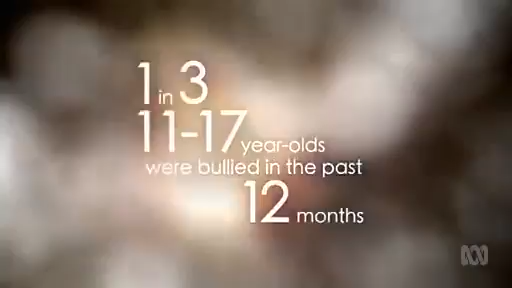 1 in 3
11-17 year-olds
were bullied in the past
12 months